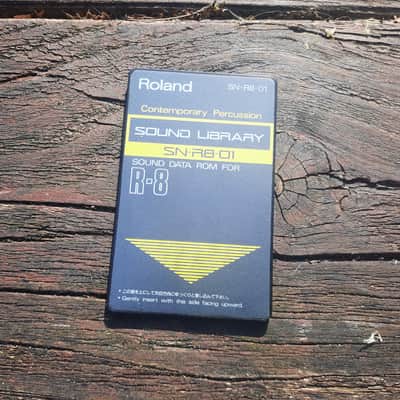 Roland SN-R8-01
Contemporary Percussion
SOUND LIBRARY
SN-R8-01
SOUND DATA ROM FOR
R-8
• Gently insert with this side facing upward.